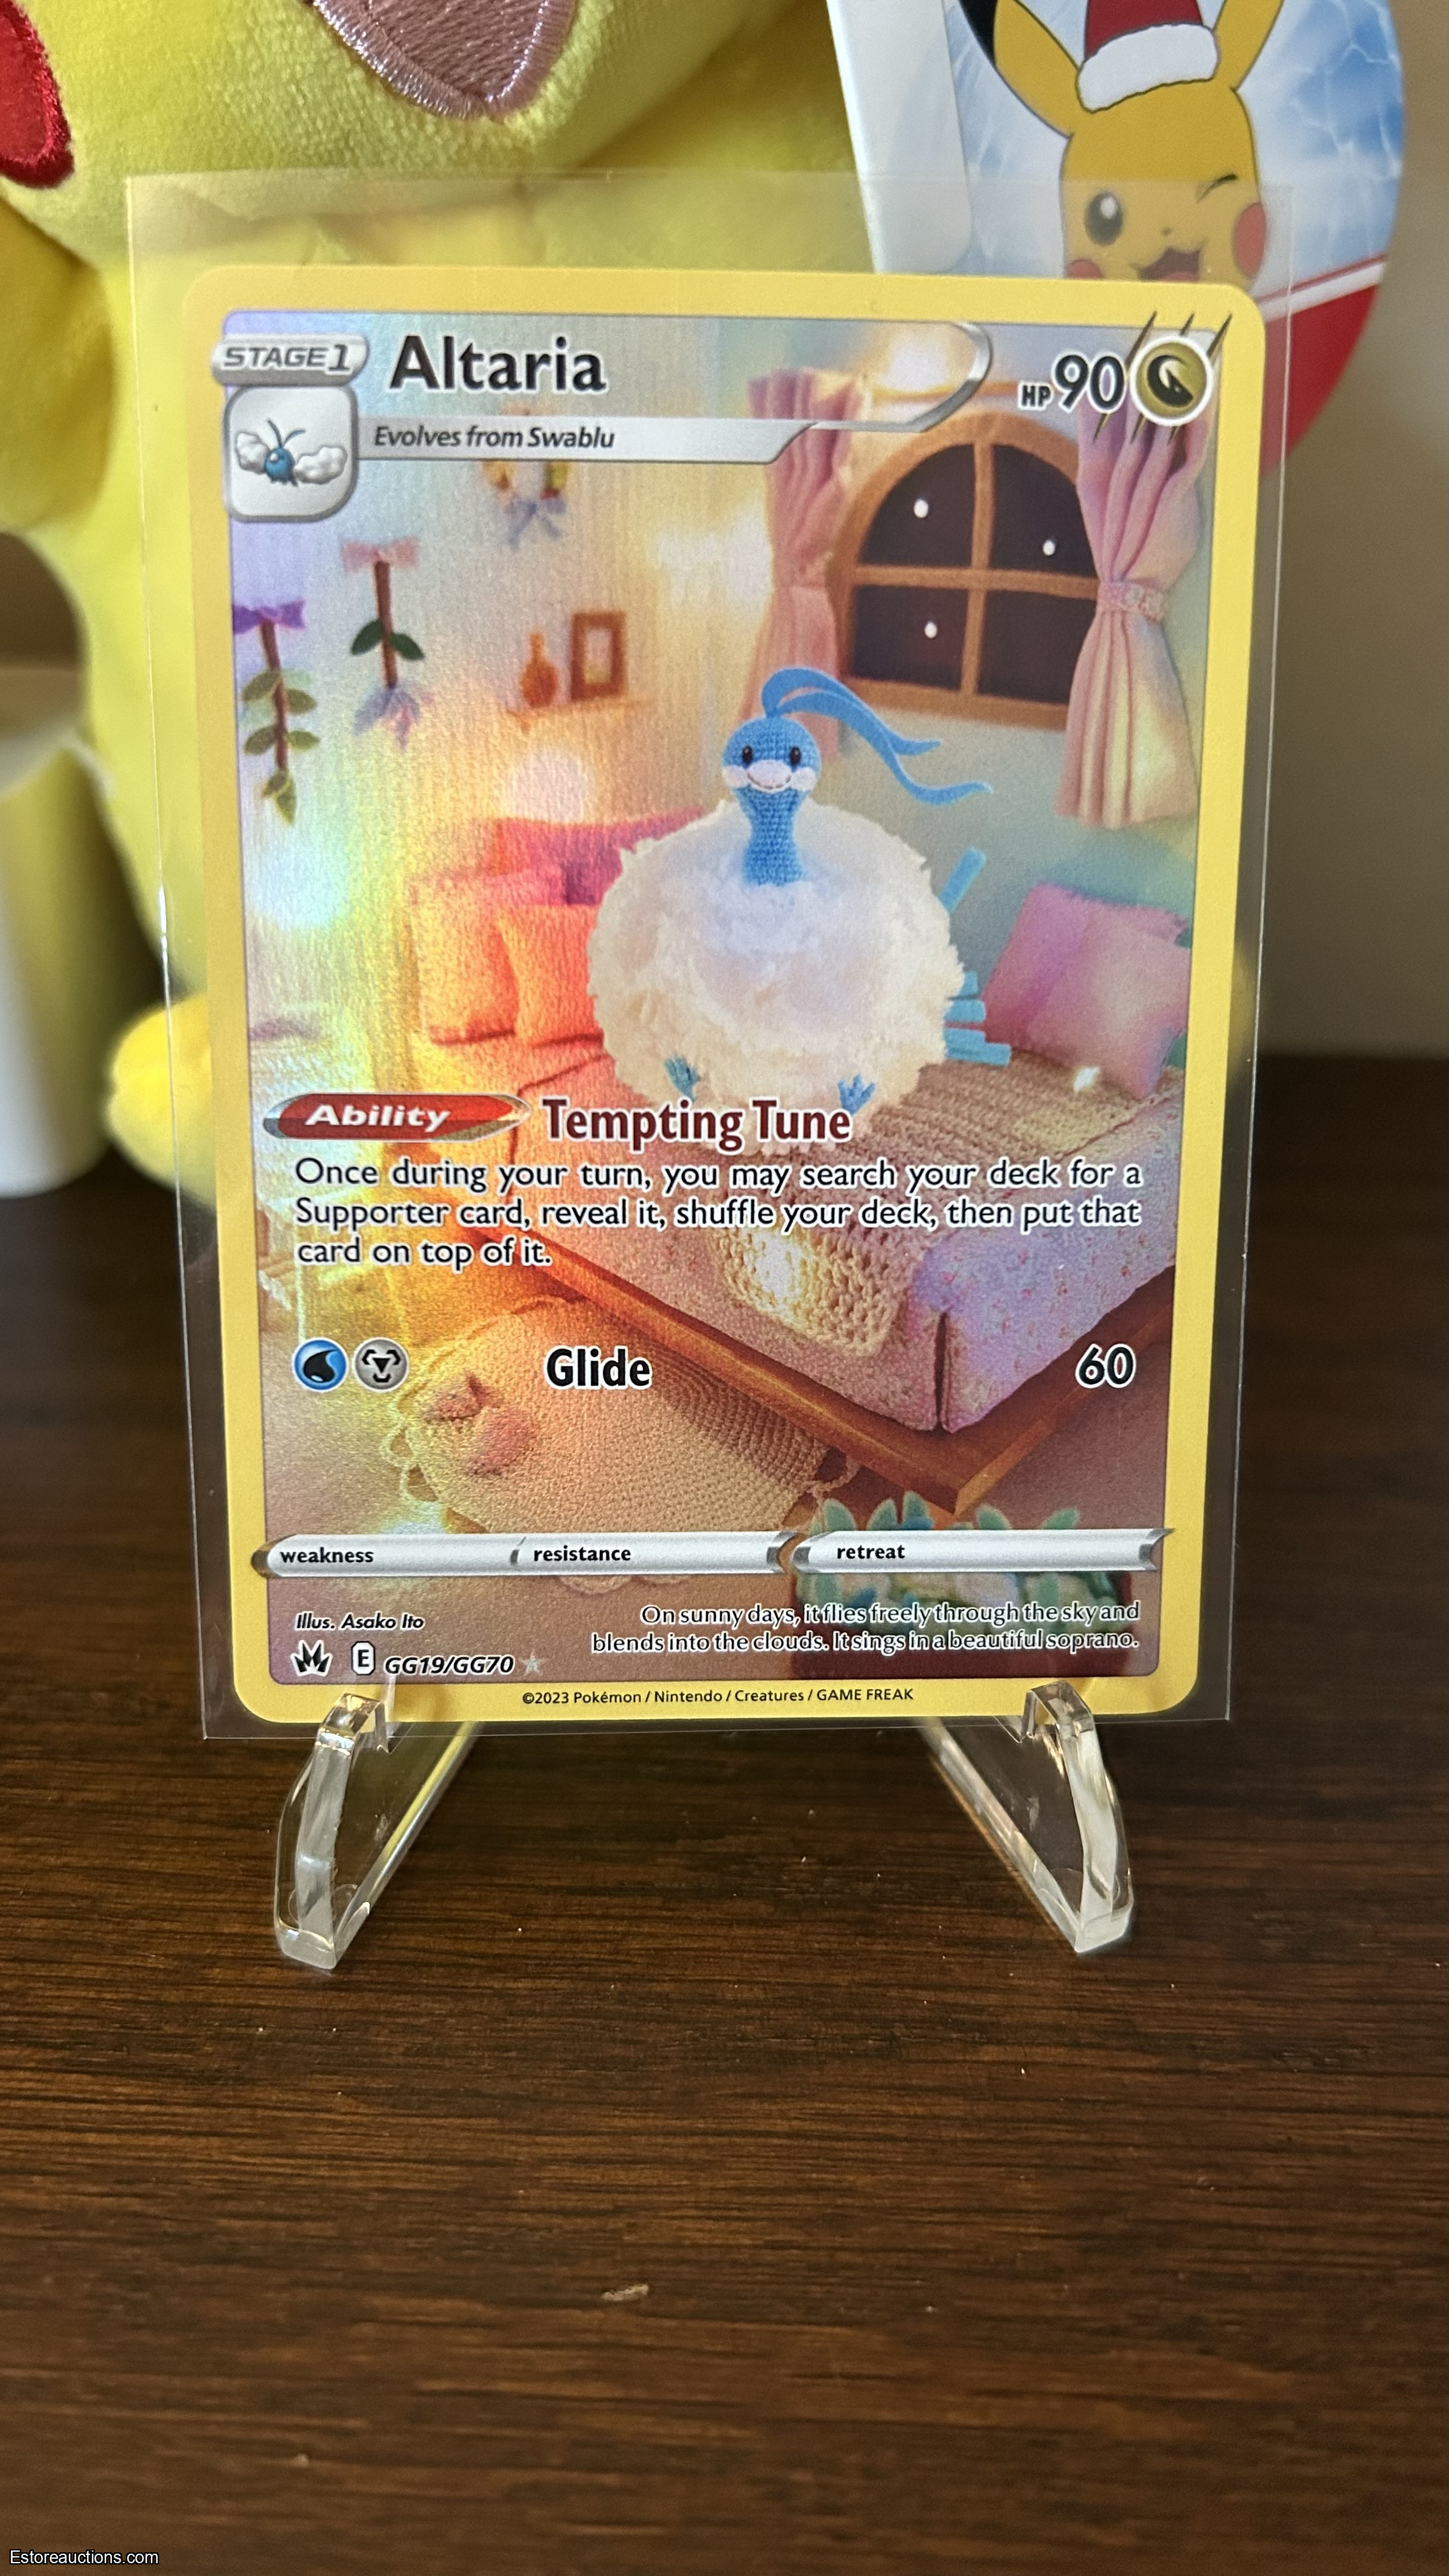 STAGE 1
Altaria
HP 90
Evolves from Swablu
Ability Tempting Tune
Once during your turn, you may search your deck for a
Supporter card, reveal it, shuffle your deck, then put that
card on top of it.
Glide 60
weakness resistance retreat
Illus. Asako Ito
On sunny days, it flies freely through the sky and
blends into the clouds. It sings in a beautiful soprano.
E GG19/GG70
©2023 Pokémon / Nintendo / Creatures / GAME FREAK
Estoreauctions.com